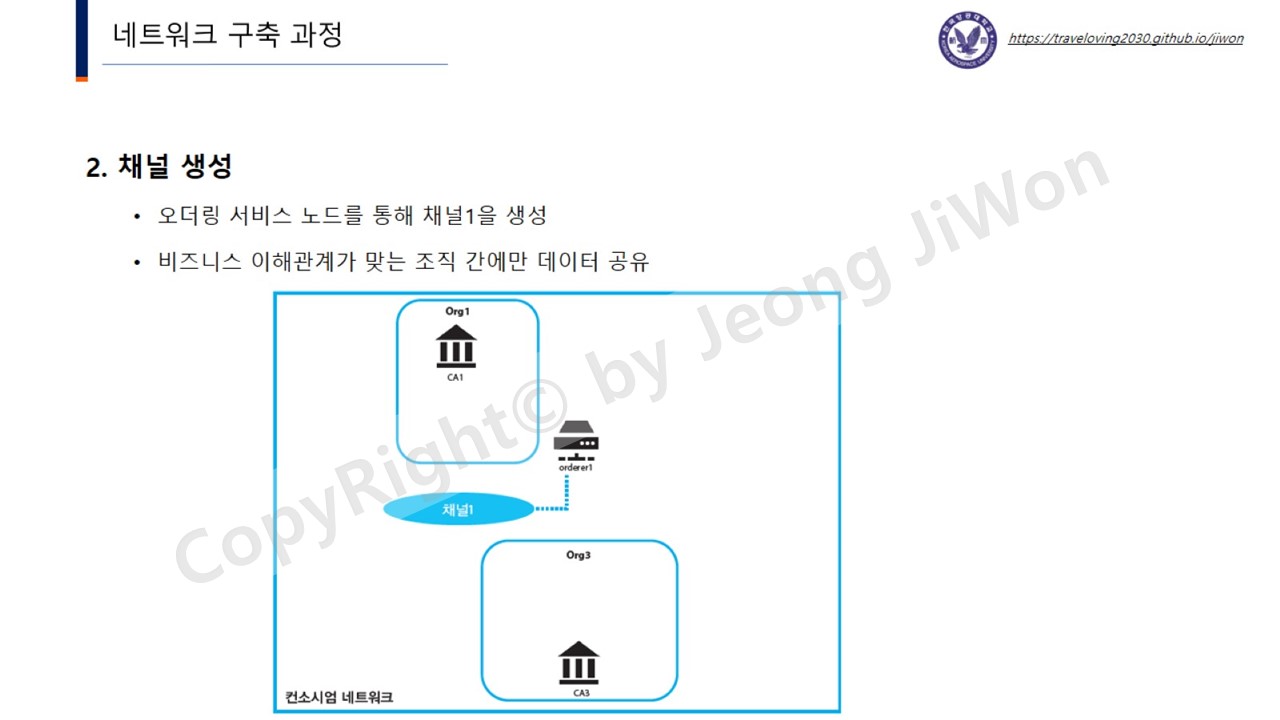 네트워크 구축 과정
https://traveloving2030.github.io/jiwon
2. 채널 생성
• 오더링 서비스 노드를 통해 채널1을 생성
• 비즈니스 이해관계가 맞는 조직 간에만 데이터 공유
Org1
CA1
orderer1
채널1
Org3
CA3
컨소시엄 네트워크
CopyRight© by Jeong JiWon